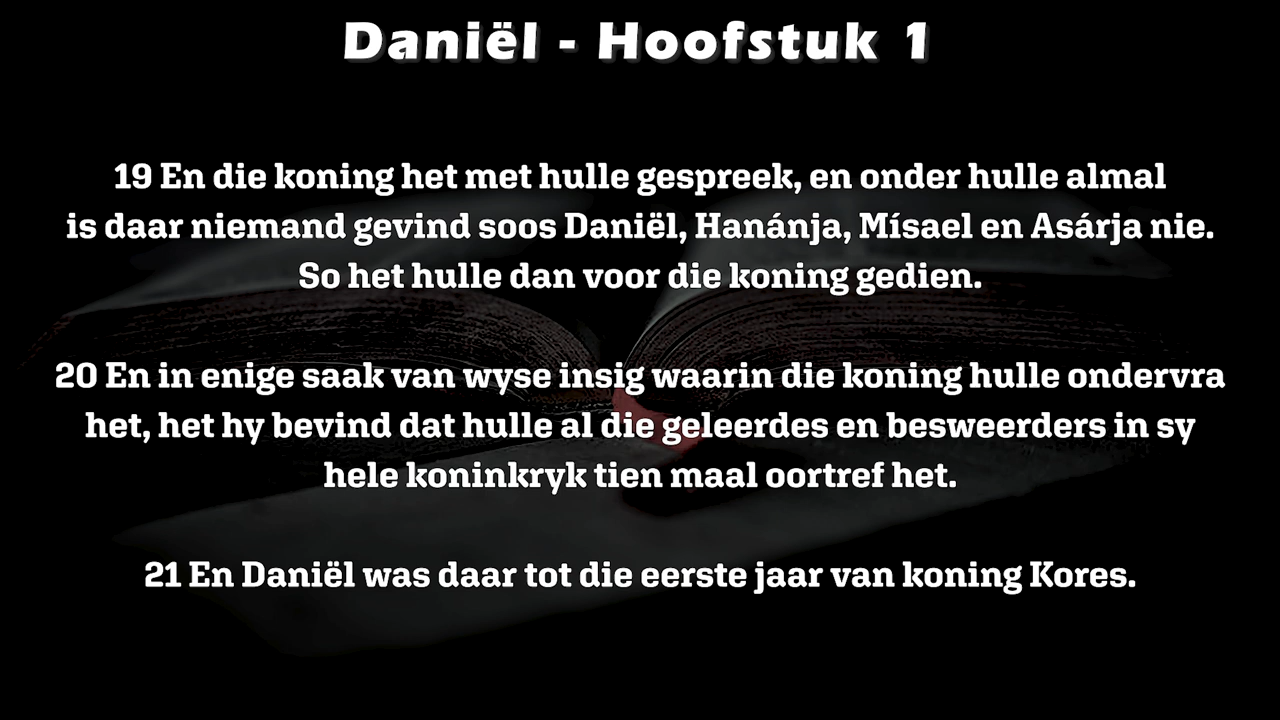 Daniël - Hoofstuk 1
19 En die koning het met hulle gespreek, en onder hulle almal
is daar niemand gevind soos Daniël, Hanánja, Mísael en Asárja nie.
So het hulle dan voor die koning gedien.
20 En in enige saak van wyse insig waarin die koning hulle ondervra
het, het hy bevind dat hulle al die geleerdes en besweerders in sy
hele koninkryk tien maal oortref het.
21 En Daniël was daar tot die eerste jaar van koning Kores.